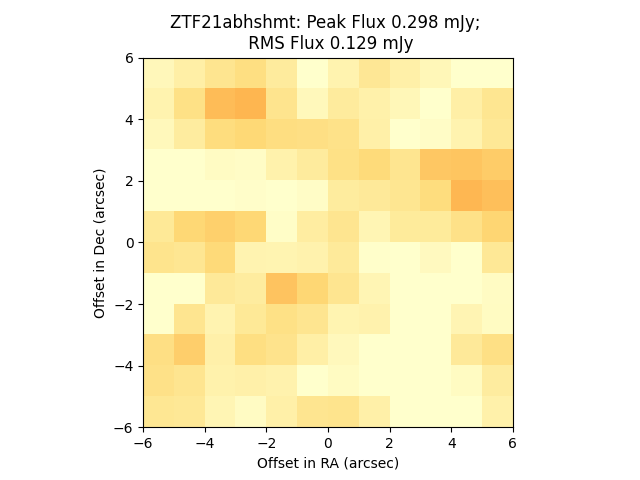 ZTF21abhshmt: Peak Flux 0.298 mJy;
RMS Flux 0.129 mJy
6
4
2
0
−2
−4
−6
Offset in Dec (arcsec)
−6 −4 −2 0 2 4 6
Offset in RA (arcsec)